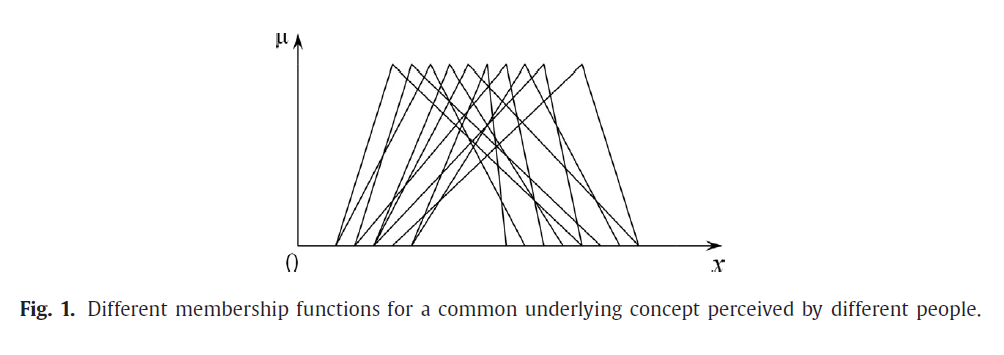 μ
0
x
Fig. 1. Different membership functions for a common underlying concept perceived by different people.